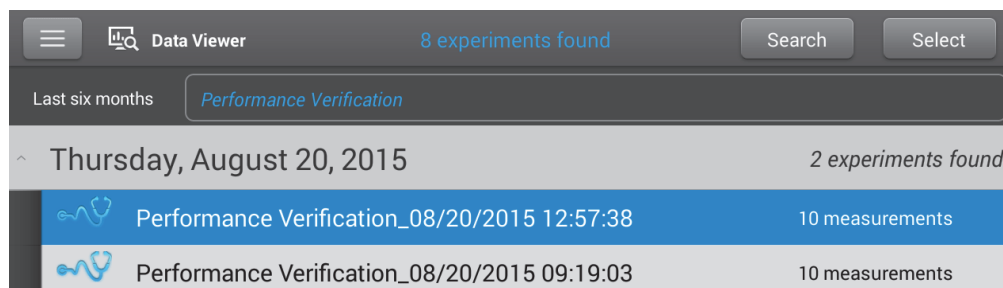 Data Viewer 8 experiments found Search Select
Last six months Performance Verification
Thursday, August 20, 2015 2 experiments found
Performance Verification_08/20/2015 12:57:38 10 measurements
Performance Verification_08/20/2015 09:19:03 10 measurements